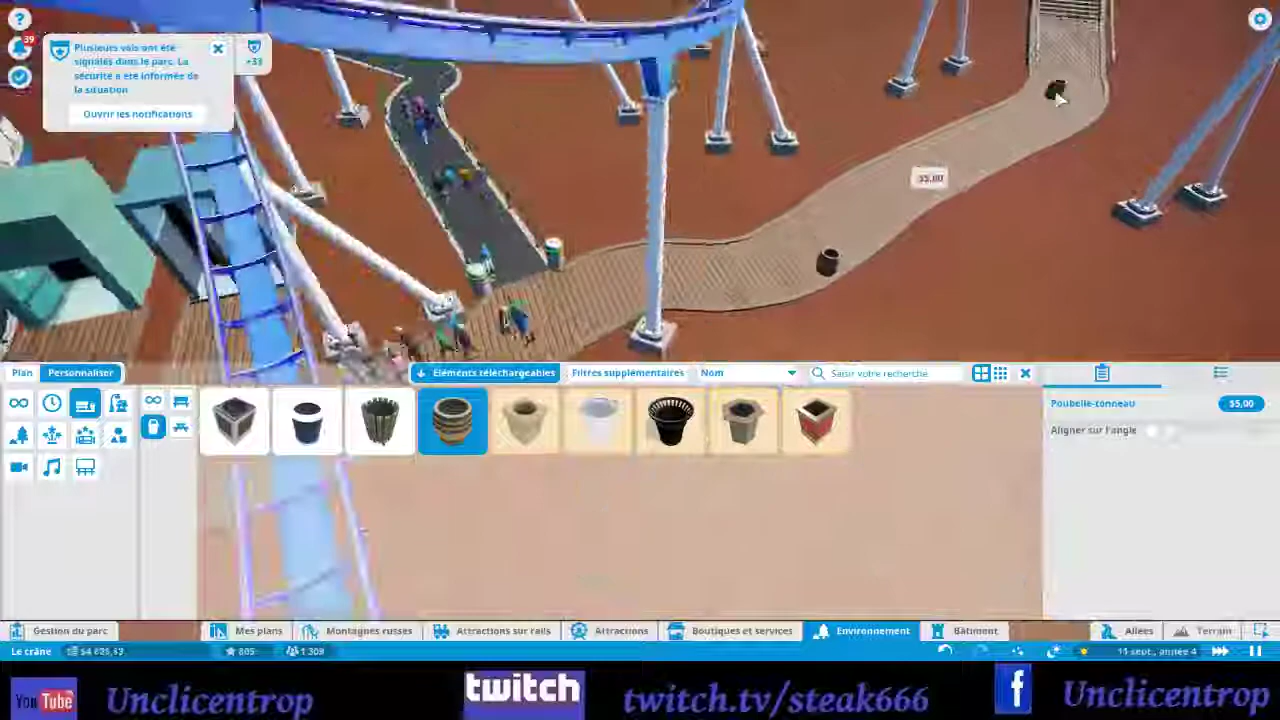 ?
39
Plusieurs vols ont été
signalés dans le parc. La
sécurité a été informée de
la situation
+33
Ouvrir les notifications
$5,00
Plan
Personnaliser
Éléments téléchargeables
Filtres supplémentaires
Nom
Saisir votre recherche
Poubelle-tonneau
$5,00
Aligner sur l'angle
Gestion du parc
Mes plans
Montagnes russes
Attractions sur rails
Attractions
Boutiques et services
Environnement
Bâtiment
Allées
Terrain
Le crâne
805
1 309
11 sept., année 4
YouTube
Unclicentrop
twitch
twitch.tv/steak666
f
Unclicentrop